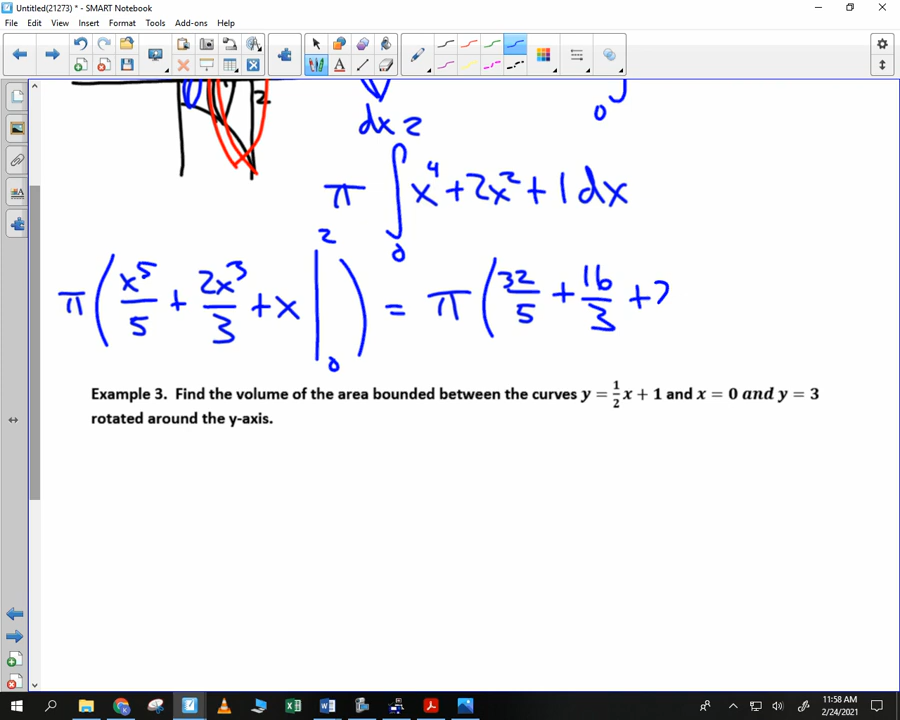 Untitled(21273) * - SMART Notebook
File Edit View Insert Format Tools Add-ons Help
2
dx 2
0
π ∫ x⁴ + 2x² + 1 dx
0
2
π ( x⁵/5 + 2x³/3 + x | ) = π ( 32/5 + 16/3 + 2
0
Example 3. Find the volume of the area bounded between the curves y = 1/2 x + 1 and x = 0 and y = 3
rotated around the y-axis.
11:58 AM
2/24/2021